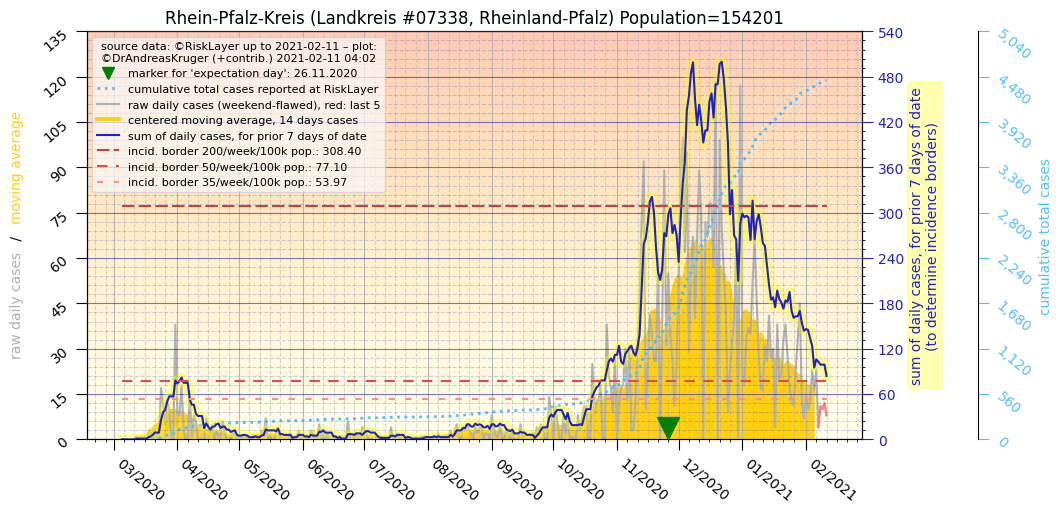 Rhein-Pfalz-Kreis (Landkreis #07338, Rheinland-Pfalz) Population=154201
source data: ©RiskLayer up to 2021-02-11 – plot:
©DrAndreasKruger (+contrib.) 2021-02-11 04:02
marker for 'expectation day': 26.11.2020
cumulative total cases reported at RiskLayer
raw daily cases (weekend-flawed), red: last 5
centered moving average, 14 days cases
sum of daily cases, for prior 7 days of date
incid. border 200/week/100k pop.: 308.40
incid. border 50/week/100k pop.: 77.10
incid. border 35/week/100k pop.: 53.97
raw daily cases / moving average
135
120
105
90
75
60
45
30
15
0
03/2020
04/2020
05/2020
06/2020
07/2020
08/2020
09/2020
10/2020
11/2020
12/2020
01/2021
02/2021
540
480
420
360
300
240
180
120
60
0
sum of daily cases, for prior 7 days of date
(to determine incidence borders)
5,040
4,480
3,920
3,360
2,800
2,240
1,680
1,120
560
0
cumulative total cases